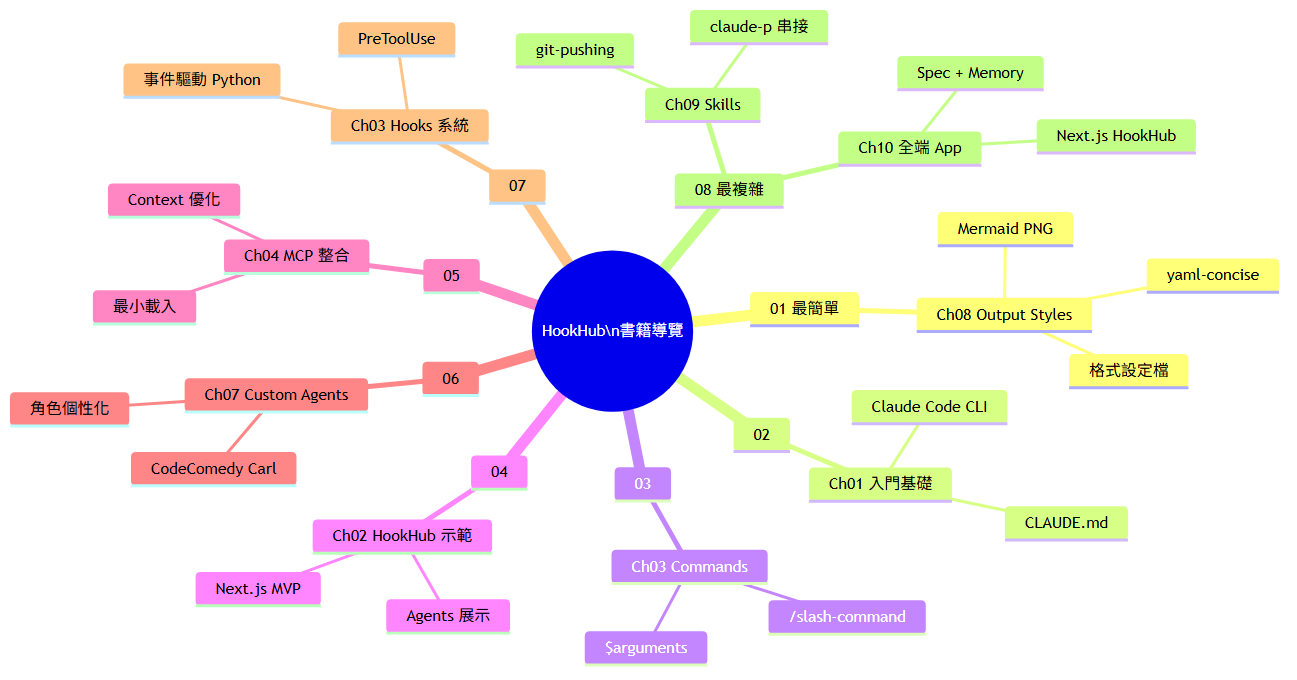 HookHub\n書籍導覽
01 最簡單
Ch08 Output Styles
Mermaid PNG
yaml-concise
格式設定檔
02
Ch01 入門基礎
Claude Code CLI
CLAUDE.md
03
Ch03 Commands
/slash-command
$arguments
04
Ch02 HookHub 示範
Next.js MVP
Agents 展示
05
Ch04 MCP 整合
Context 優化
最小載入
06
Ch07 Custom Agents
角色個性化
CodeComedy Carl
07
Ch03 Hooks 系統
PreToolUse
事件驅動 Python
08 最複雜
Ch09 Skills
git-pushing
claude-p 串接
Ch10 全端 App
Spec + Memory
Next.js HookHub